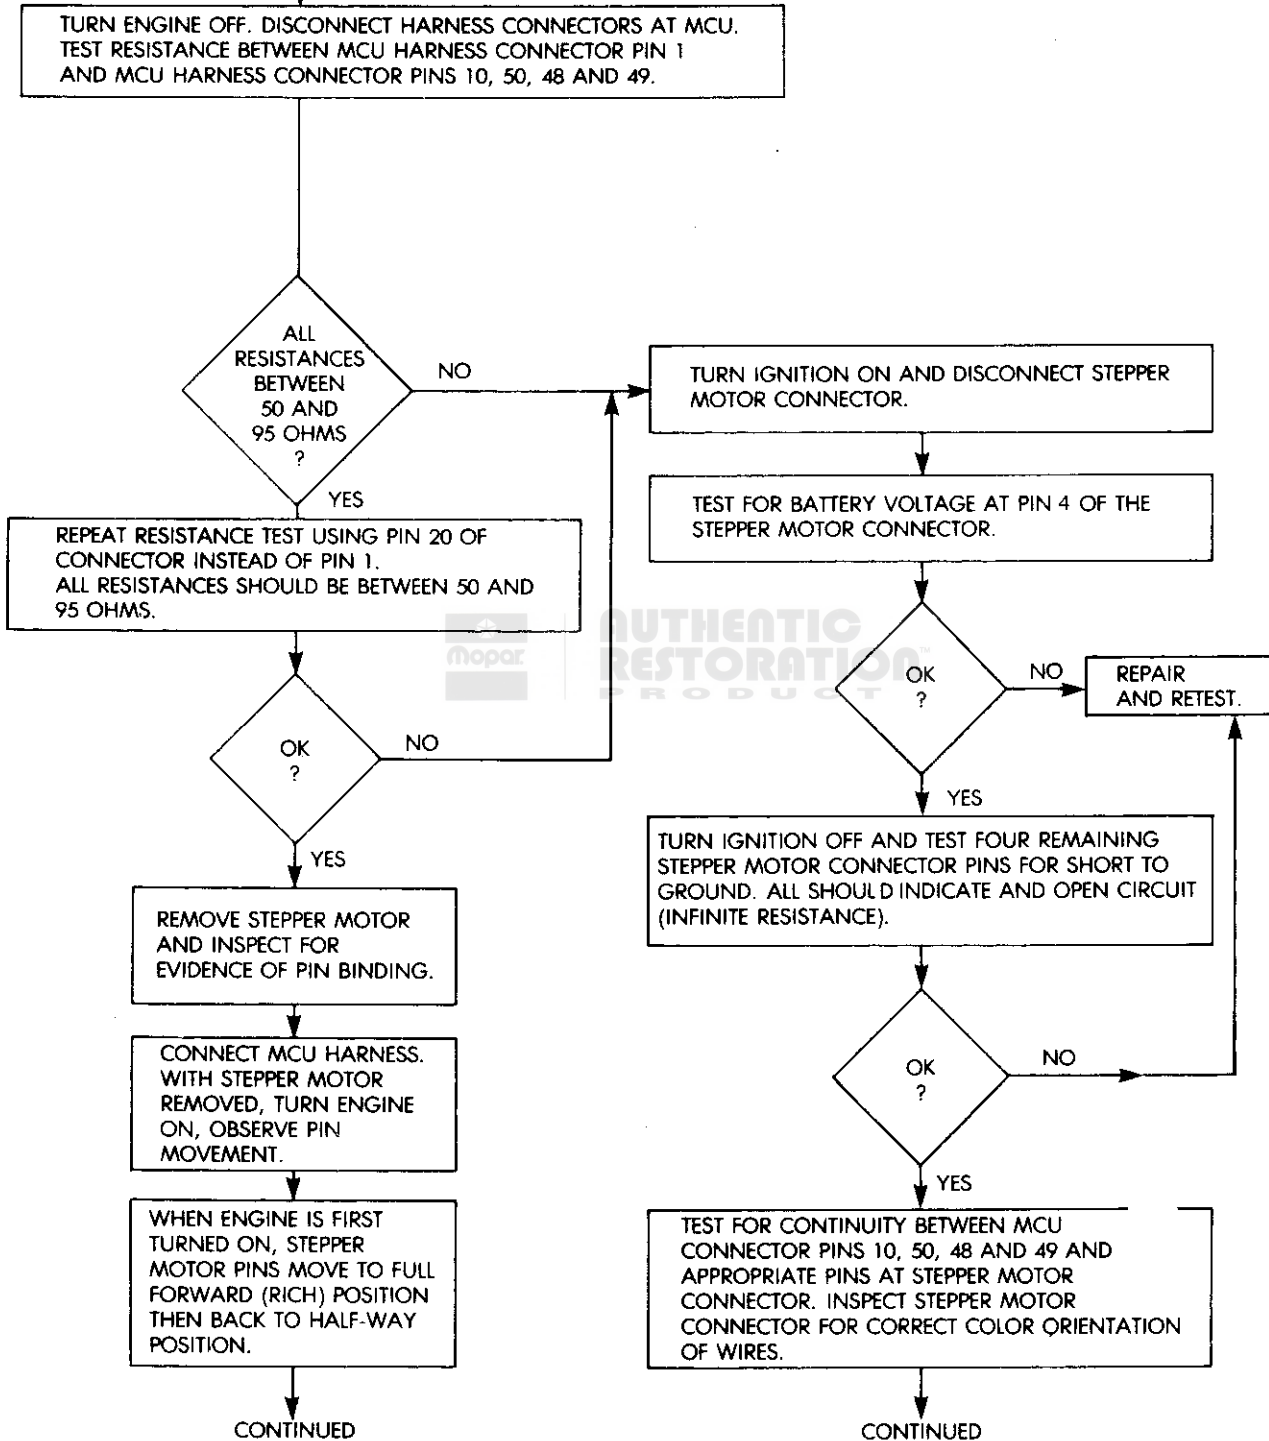 TURN ENGINE OFF. DISCONNECT HARNESS CONNECTORS AT MCU.
TEST RESISTANCE BETWEEN MCU HARNESS CONNECTOR PIN 1
AND MCU HARNESS CONNECTOR PINS 10, 50, 48 AND 49.
ALL
RESISTANCES
BETWEEN
50 AND
95 OHMS
?
NO
YES
REPEAT RESISTANCE TEST USING PIN 20 OF
CONNECTOR INSTEAD OF PIN 1.
ALL RESISTANCES SHOULD BE BETWEEN 50 AND
95 OHMS.
OK
?
NO
YES
REMOVE STEPPER MOTOR
AND INSPECT FOR
EVIDENCE OF PIN BINDING.
CONNECT MCU HARNESS.
WITH STEPPER MOTOR
REMOVED, TURN ENGINE
ON, OBSERVE PIN
MOVEMENT.
WHEN ENGINE IS FIRST
TURNED ON, STEPPER
MOTOR PINS MOVE TO FULL
FORWARD (RICH) POSITION
THEN BACK TO HALF-WAY
POSITION.
CONTINUED
TURN IGNITION ON AND DISCONNECT STEPPER
MOTOR CONNECTOR.
TEST FOR BATTERY VOLTAGE AT PIN 4 OF THE
STEPPER MOTOR CONNECTOR.
OK
?
NO
REPAIR
AND RETEST.
YES
TURN IGNITION OFF AND TEST FOUR REMAINING
STEPPER MOTOR CONNECTOR PINS FOR SHORT TO
GROUND. ALL SHOULD INDICATE AND OPEN CIRCUIT
(INFINITE RESISTANCE).
OK
?
NO
YES
TEST FOR CONTINUITY BETWEEN MCU
CONNECTOR PINS 10, 50, 48 AND 49 AND
APPROPRIATE PINS AT STEPPER MOTOR
CONNECTOR. INSPECT STEPPER MOTOR
CONNECTOR FOR CORRECT COLOR ORIENTATION
OF WIRES.
CONTINUED
Mopar
AUTHENTIC
RESTORATION™
PRODUCT